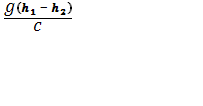 g(h₁ − h₂)
C